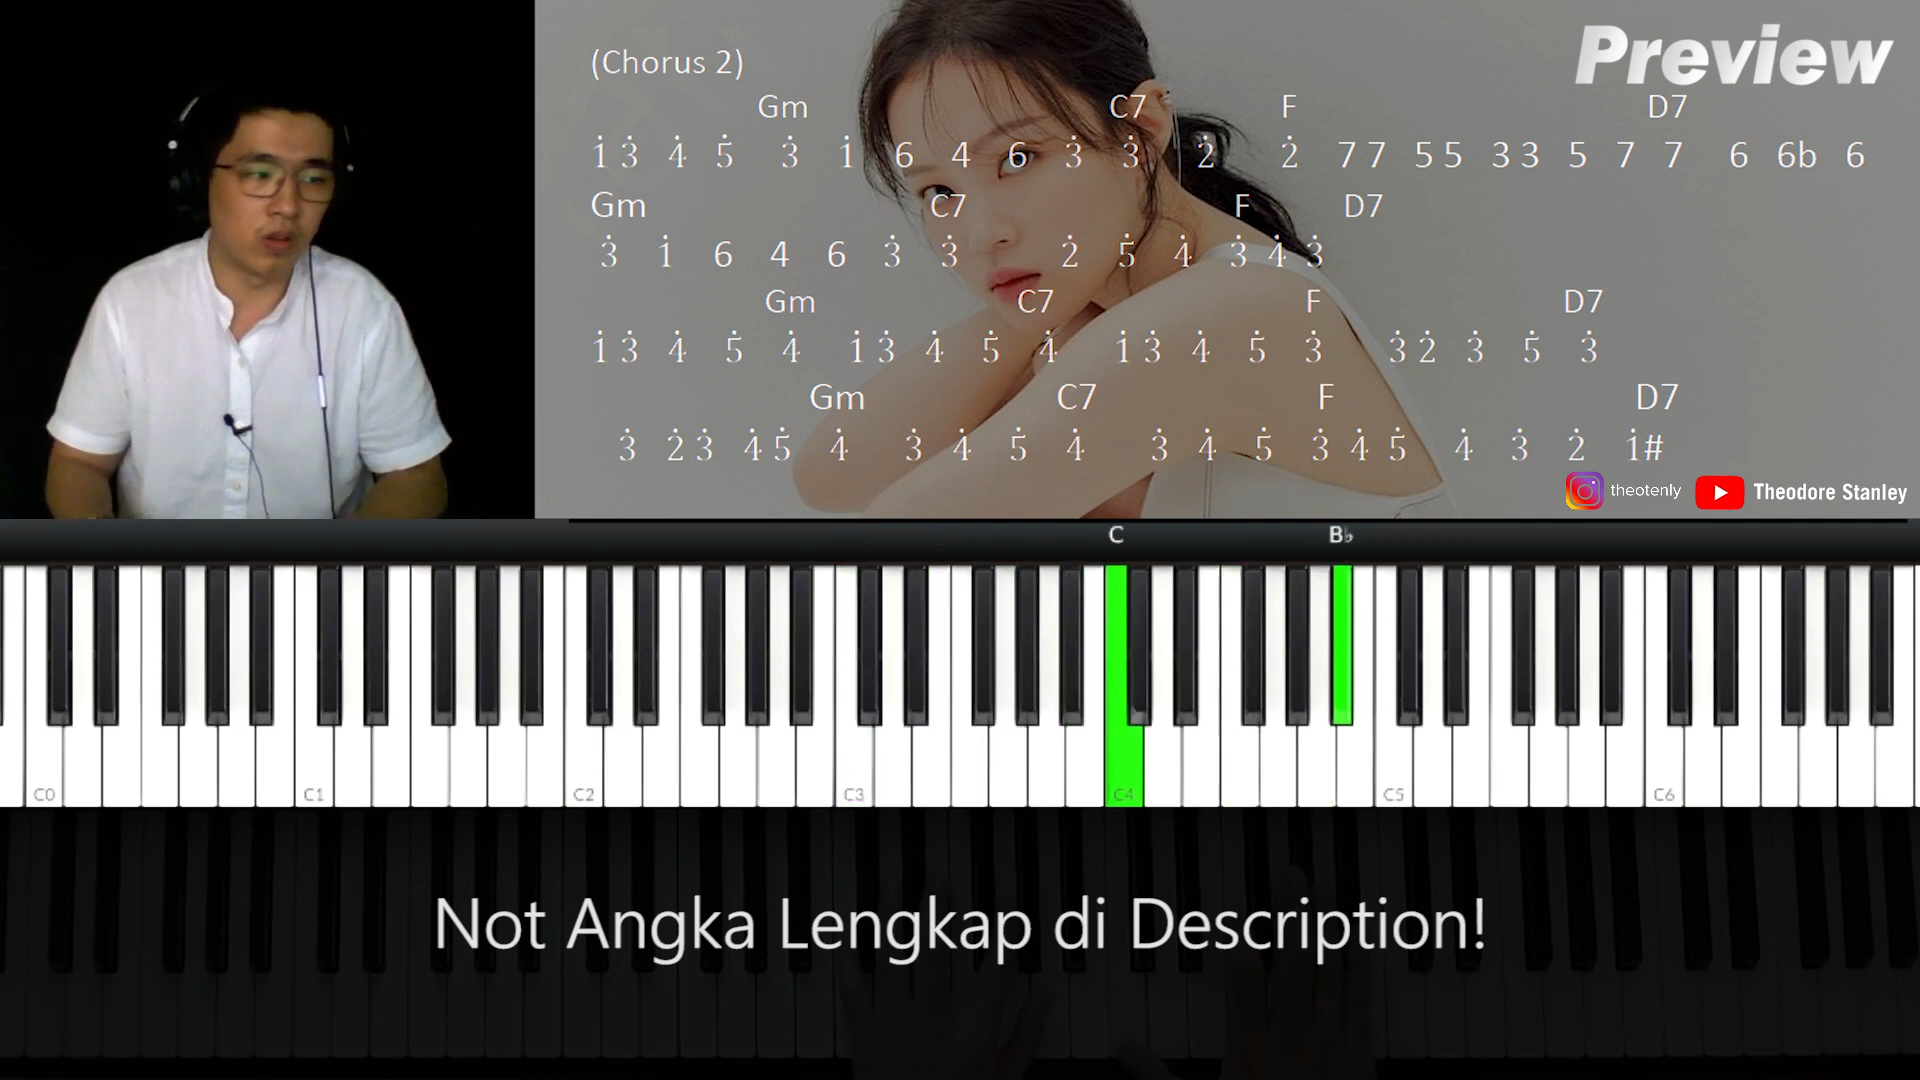 Preview
(Chorus 2)
Gm C7 F D7
1̇ 3̇ 4̇ 5̇ 3̇ 1̇ 6 4 6 3̇ 3̇ 2̇ 2̇ 7 7 5 5 3 3 5 7 7 6 6b 6
Gm C7 F D7
3̇ 1̇ 6 4 6 3̇ 3̇ 2̇ 5̇ 4̇ 3̇ 4̇ 3̇
Gm C7 F D7
1̇ 3̇ 4̇ 5̇ 4̇ 1̇ 3̇ 4̇ 5̇ 4̇ 1̇ 3̇ 4̇ 5̇ 3̇ 3̇ 2̇ 3̇ 5̇ 3̇
Gm C7 F D7
3̇ 2̇ 3̇ 4̇ 5̇ 4̇ 3̇ 4̇ 5̇ 4̇ 3̇ 4̇ 5̇ 3̇ 4̇ 5̇ 4̇ 3̇ 2̇ 1̇#
theotenly Theodore Stanley
C B♭
C0 C1 C2 C3 C4 C5 C6
Not Angka Lengkap di Description!